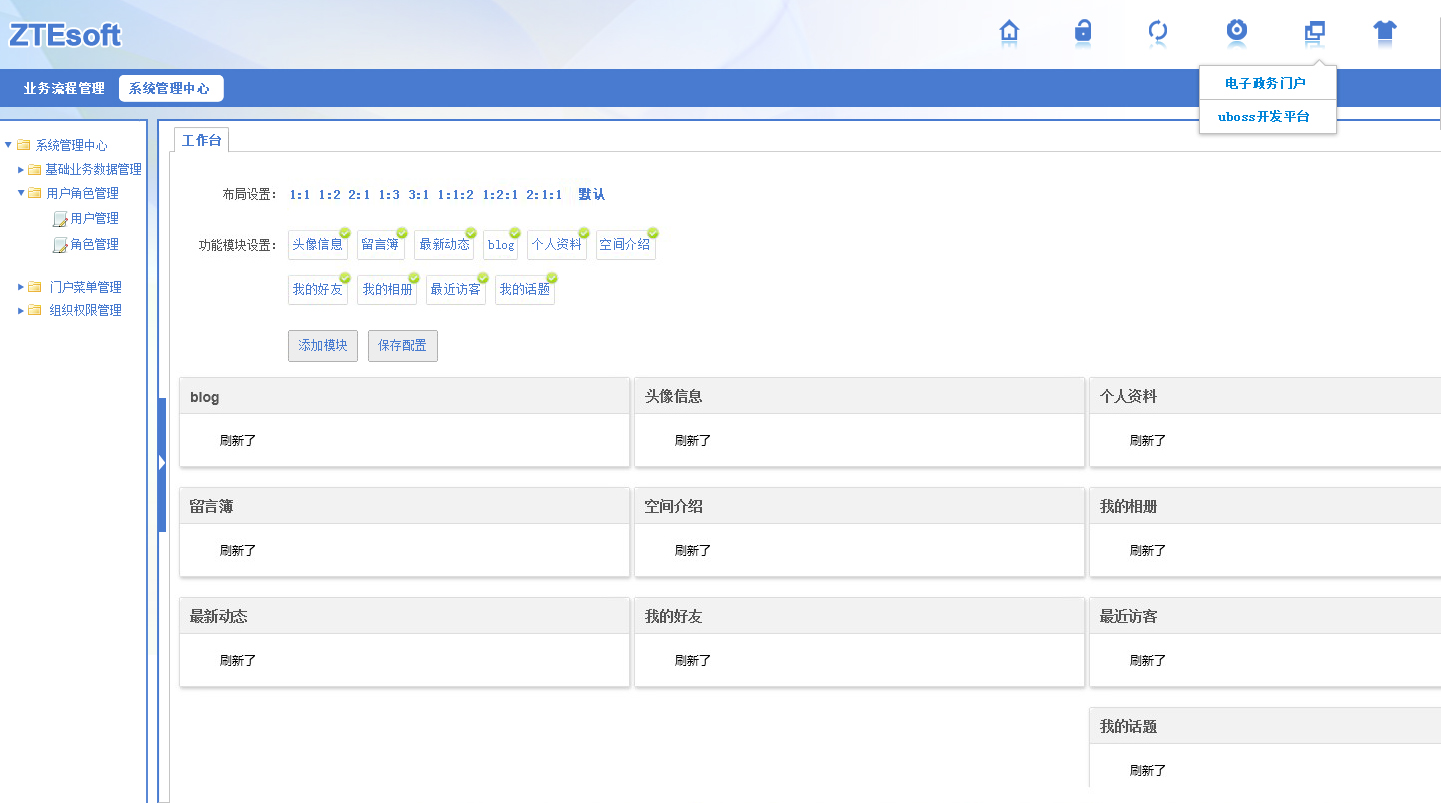 ZTEsoft
业务流程管理 系统管理中心
电子政务门户
uboss开发平台
系统管理中心
基础业务数据管理
用户角色管理
用户管理
角色管理
门户菜单管理
组织权限管理
工作台
布局设置: 1:1 1:2 2:1 1:3 3:1 1:1:2 1:2:1 2:1:1 默认
功能模块设置: 头像信息 留言簿 最新动态 blog 个人资料 空间介绍
我的好友 我的相册 最近访客 我的话题
添加模块 保存配置
blog 头像信息 个人资料
刷新了 刷新了 刷新了
留言簿 空间介绍 我的相册
刷新了 刷新了 刷新了
最新动态 我的好友 最近访客
刷新了 刷新了 刷新了
我的话题
刷新了